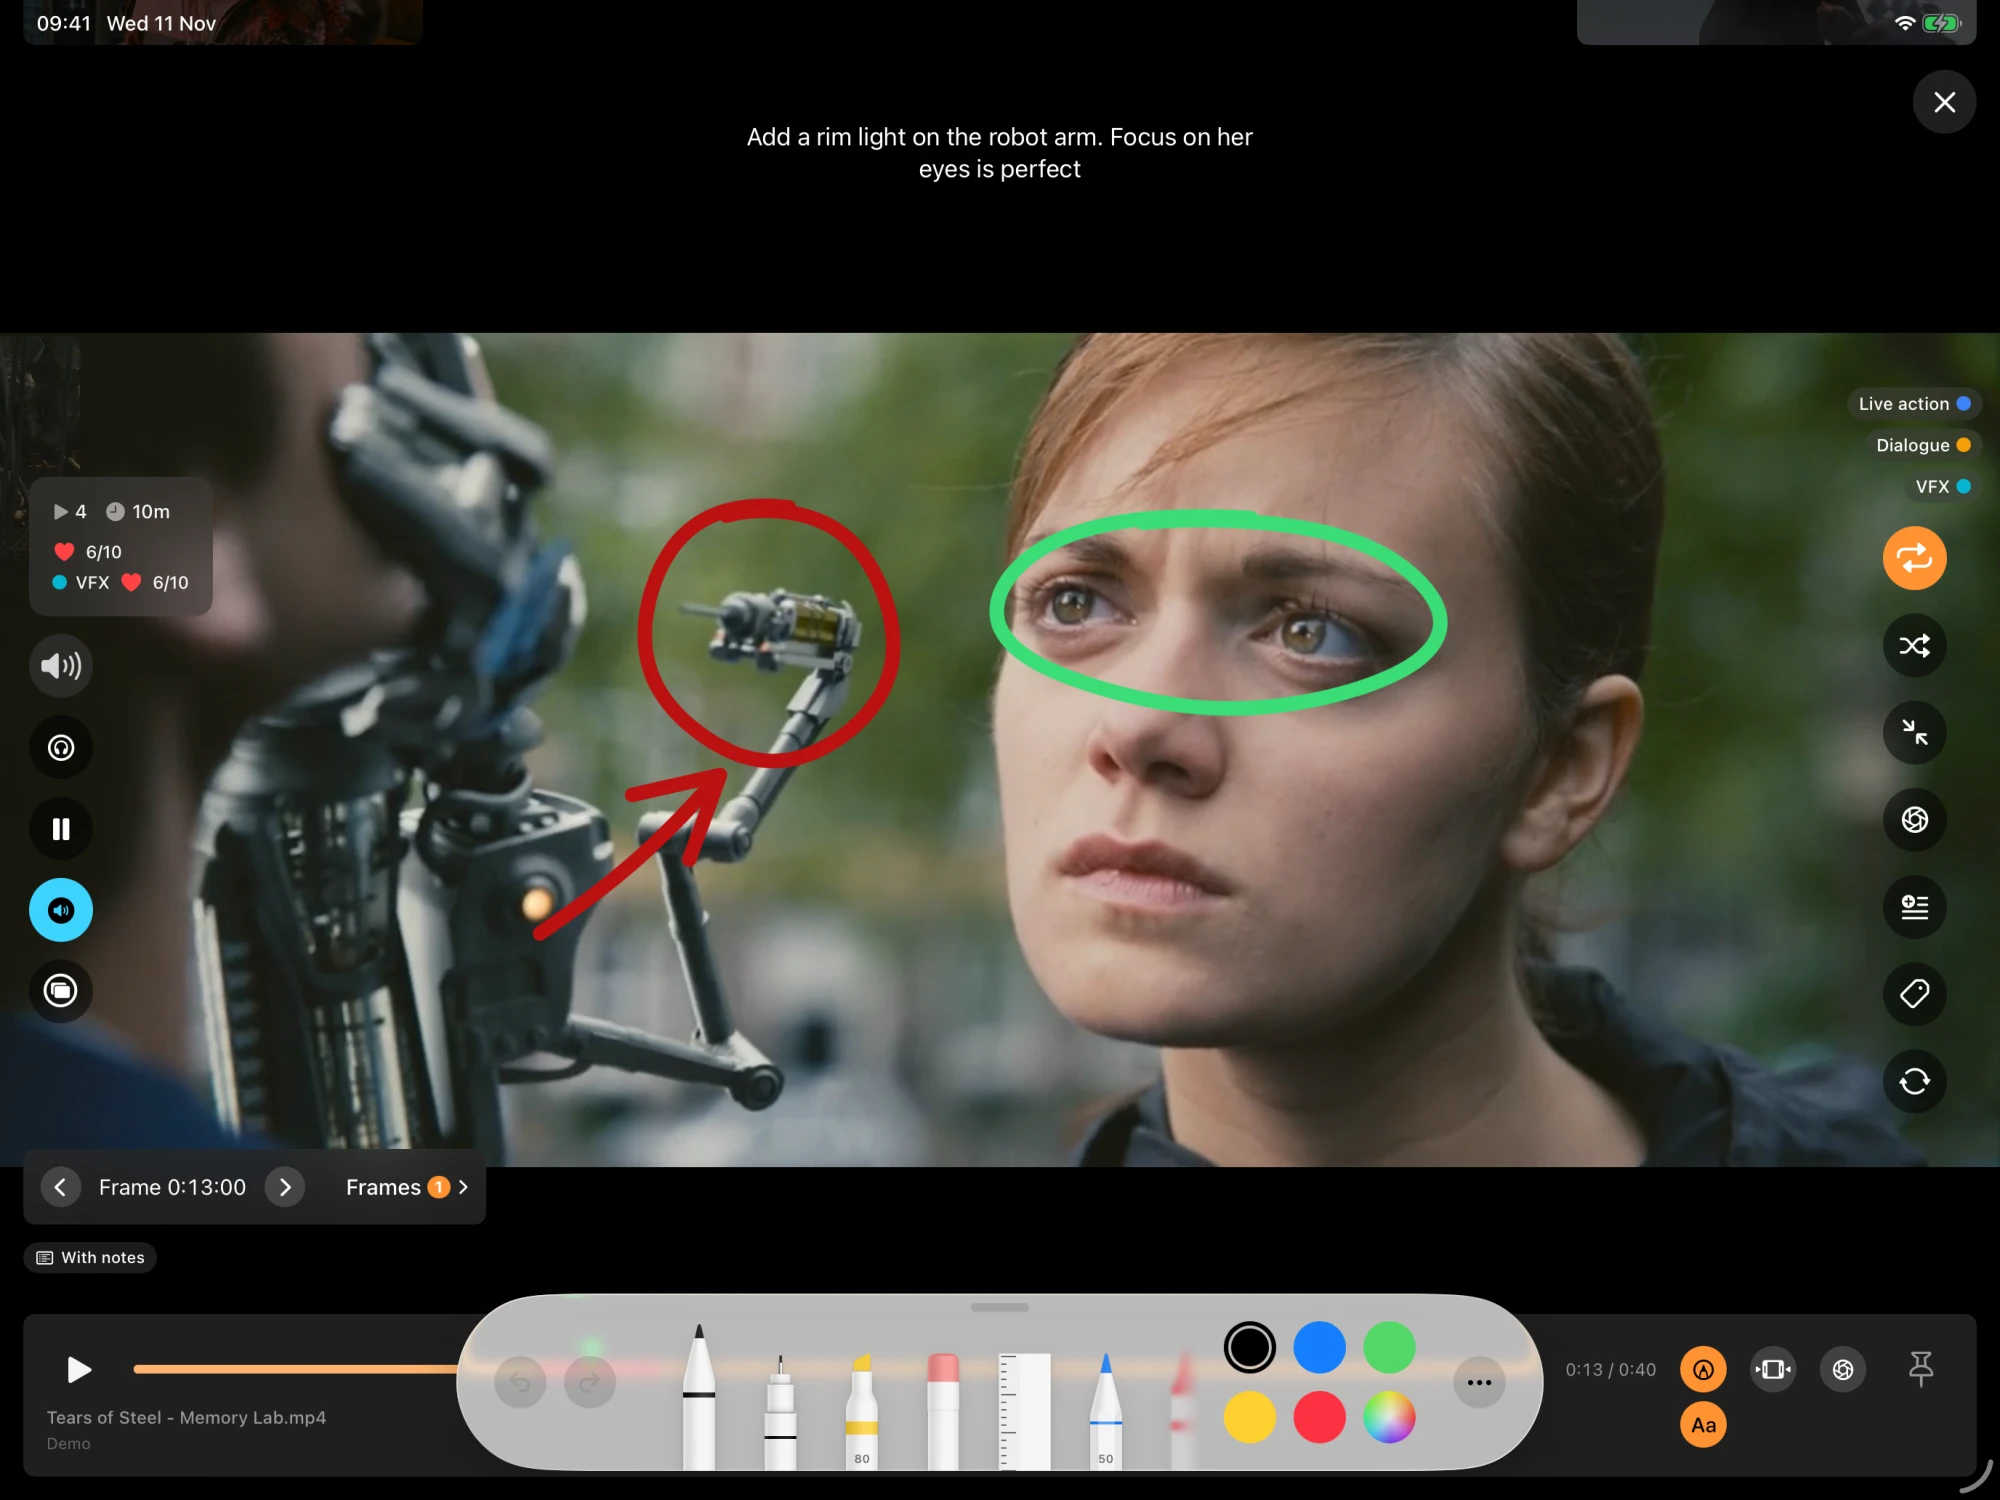 09:41 Wed 11 Nov
Add a rim light on the robot arm. Focus on her
eyes is perfect
Live action
Dialogue
VFX
4 10m
6/10
VFX 6/10
Frame 0:13:00 Frames 1
With notes
80
50
0:13 / 0:40
Aa
Tears of Steel - Memory Lab.mp4
Demo